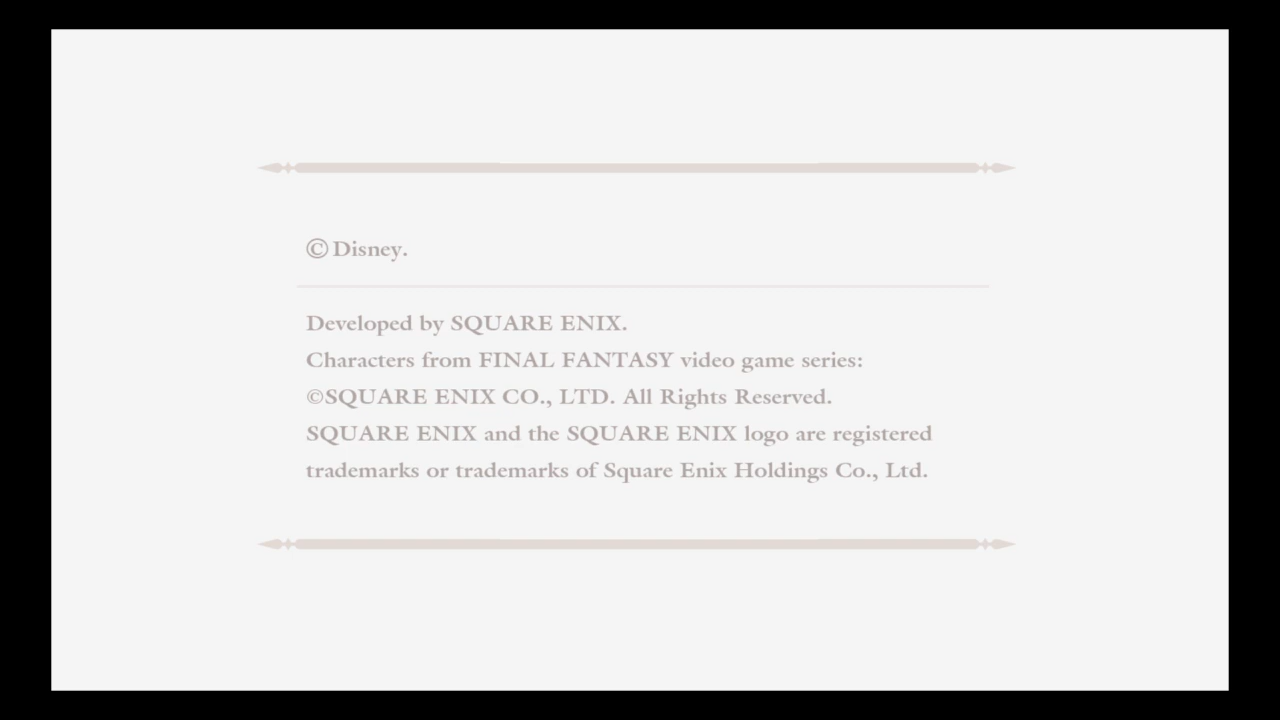 © Disney.
Developed by SQUARE ENIX.
Characters from FINAL FANTASY video game series:
©SQUARE ENIX CO., LTD. All Rights Reserved.
SQUARE ENIX and the SQUARE ENIX logo are registered
trademarks or trademarks of Square Enix Holdings Co., Ltd.